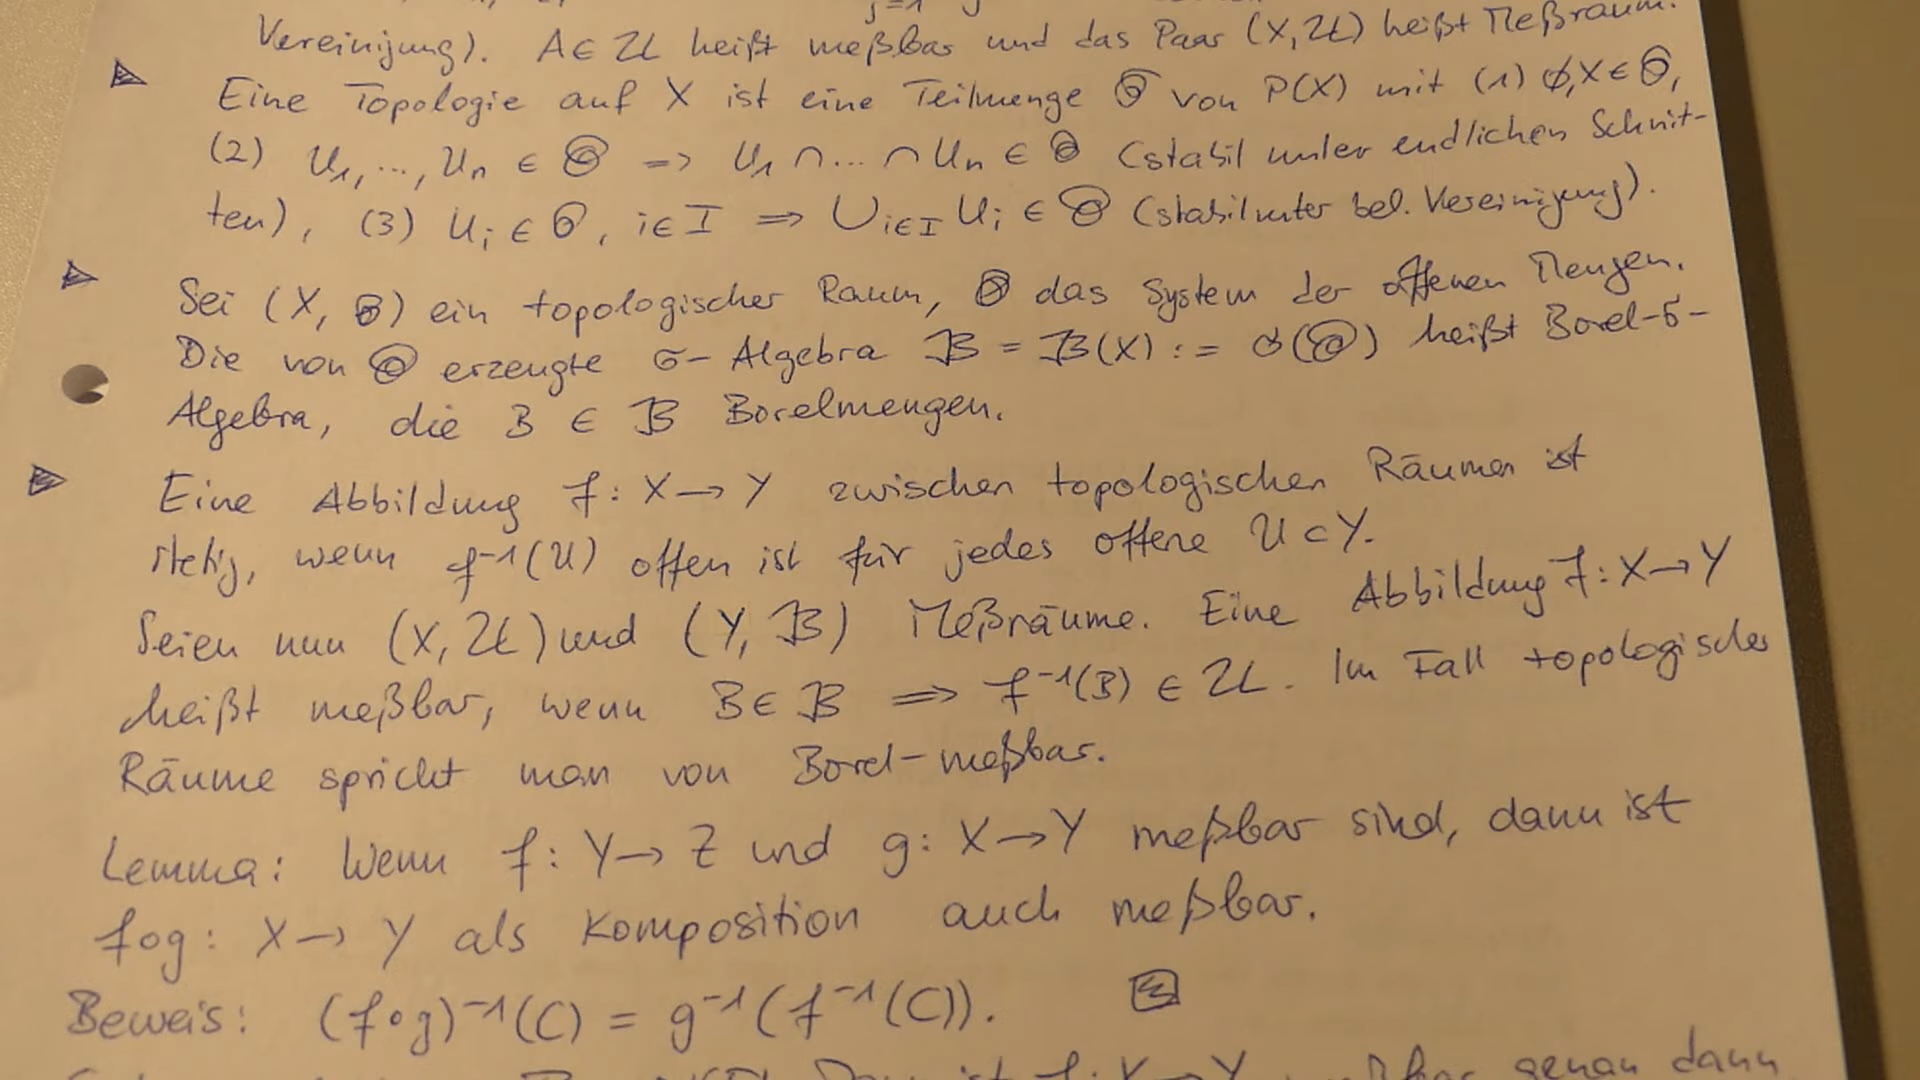 Vereinigung). A ∈ 𝔄 heißt meßbar und das Paar (X, 𝔄) heißt Meßraum.
Eine Topologie auf X ist eine Teilmenge 𝒪 von P(X) mit (1) ∅, X ∈ 𝒪,
(2) U₁, ..., Uₙ ∈ 𝒪 => U₁ ∩ ... ∩ Uₙ ∈ 𝒪 (stabil unter endlichen Schnit-
ten), (3) Uᵢ ∈ 𝒪, i ∈ I => ∪ᵢ∈I Uᵢ ∈ 𝒪 (stabil unter bel. Vereinigung).
Sei (X, 𝒪) ein topologischer Raum, 𝒪 das System der offenen Mengen.
Die von 𝒪 erzeugte σ-Algebra 𝔅 = 𝔅(X) := σ(𝒪) heißt Borel-σ-
Algebra, die B ∈ 𝔅 Borelmengen.
Eine Abbildung f: X → Y zwischen topologischen Räumen ist
stetig, wenn f⁻¹(U) offen ist für jedes offene U ⊂ Y.
Seien nun (X, 𝔄) und (Y, 𝔅) Meßräume. Eine Abbildung f: X → Y
heißt meßbar, wenn B ∈ 𝔅 => f⁻¹(B) ∈ 𝔄. Im Fall topologischer
Räume spricht man von Borel-meßbar.
Lemma: Wenn f: Y → Z und g: X → Y meßbar sind, dann ist
f∘g: X → Y als Komposition auch meßbar.
Beweis: (f∘g)⁻¹(C) = g⁻¹(f⁻¹(C)).
f: X → Y genau dann